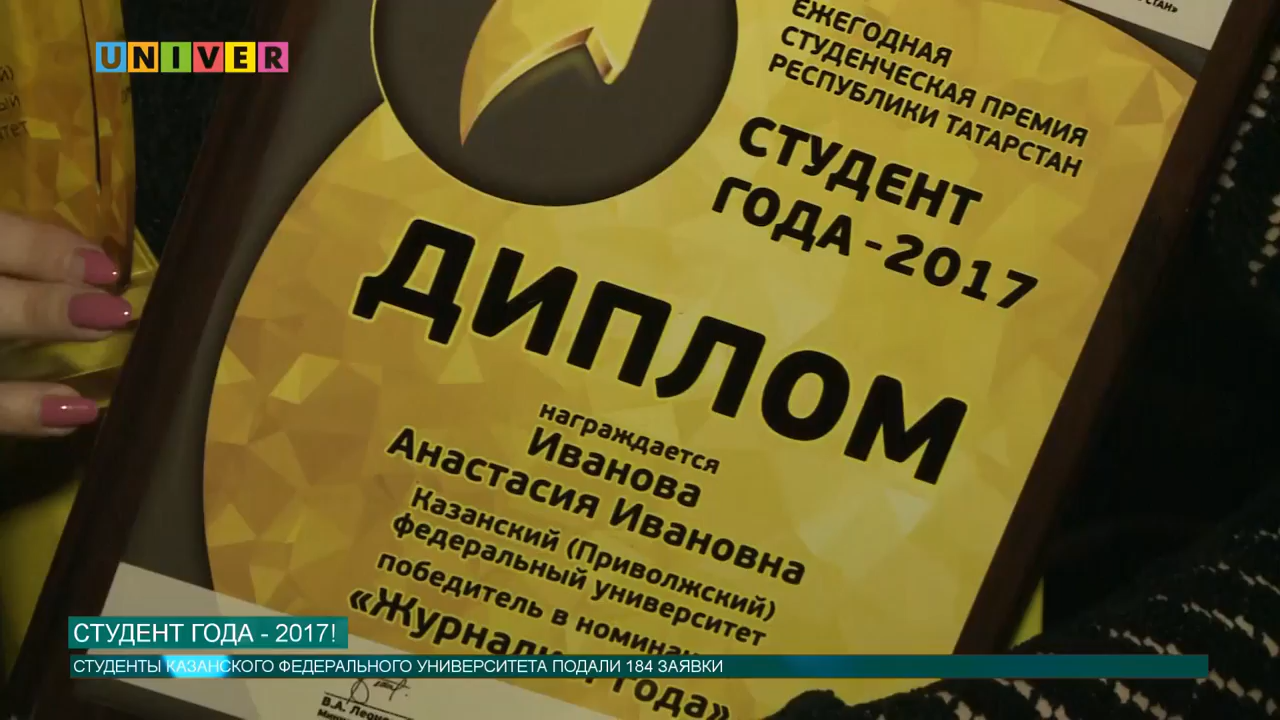 UNIVER
ЕЖЕГОДНАЯ
СТУДЕНЧЕСКАЯ ПРЕМИЯ
РЕСПУБЛИКИ ТАТАРСТАН
СТУДЕНТ
ГОДА - 2017
ДИПЛОМ
награждается
Иванова
Анастасия Ивановна
Казанский (Приволжский)
федеральный университет
победитель в
года»
СТУДЕНТ ГОДА - 2017!
СТУДЕНТЫ КАЗАНСКОГО ФЕДЕРАЛЬНОГО УНИВЕРСИТЕТА ПОДАЛИ 184 ЗАЯВКИ
В.А.